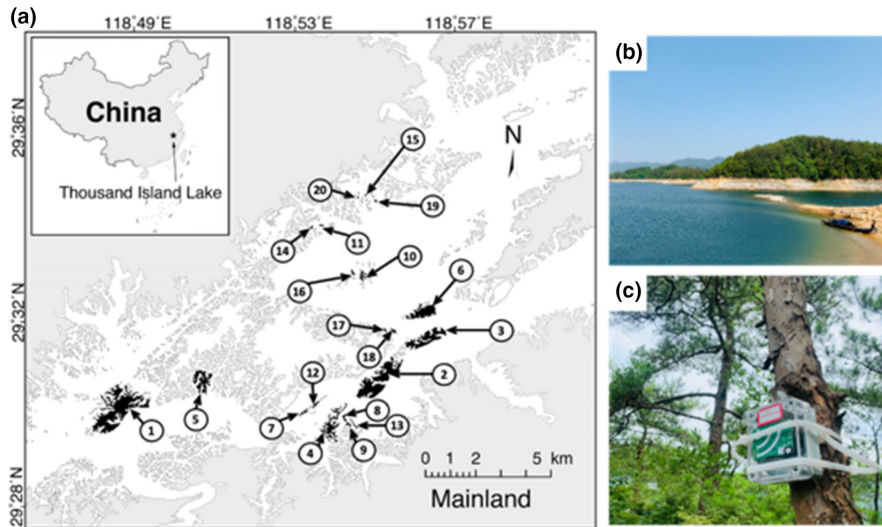 (a)
118°49′E
118°53′E
118°57′E
29°36′N
29°32′N
29°28′N
China
Thousand Island Lake
N
15
20
19
14
11
10
16
6
17
3
18
2
12
8
7
13
1
5
4
9
0 1 2 5 km
Mainland
(b)
(c)